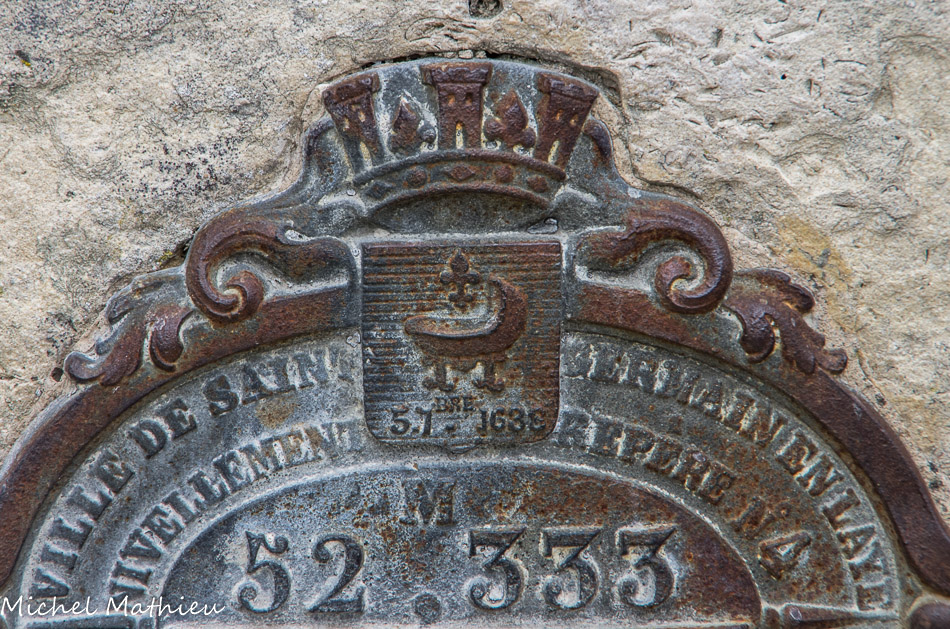 VILLE DE SAINT GERMAIN EN LAYE
NIVELLEMENT REPÈRE N° 4
5.7.BRE 1638
M
52.333
Michel Mathieu